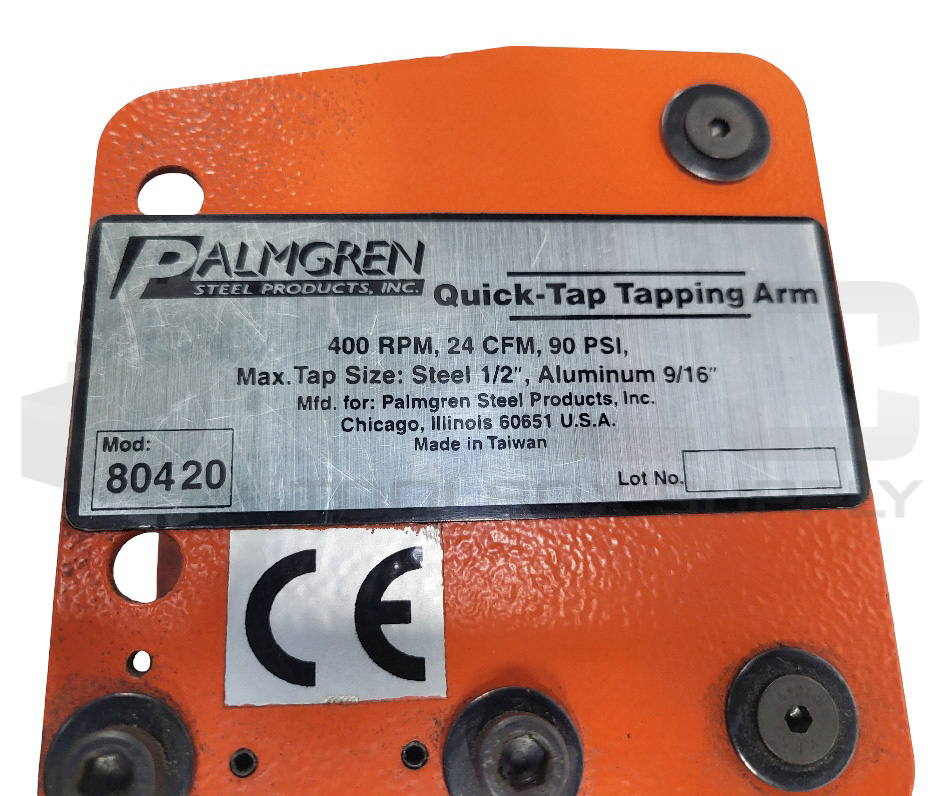 PALMGREN
STEEL PRODUCTS, INC.
Quick-Tap Tapping Arm
400 RPM, 24 CFM, 90 PSI,
Max. Tap Size: Steel 1/2", Aluminum 9/16"
Mfd. for: Palmgren Steel Products, Inc.
Chicago, Illinois 60651 U.S.A.
Made in Taiwan
Mod:
80420
Lot No.
CE